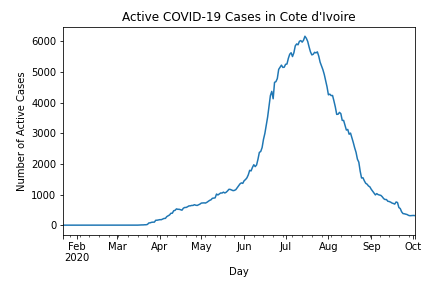 Active COVID-19 Cases in Cote d'Ivoire
6000
5000
4000
3000
2000
1000
0
Number of Active Cases
Feb Mar Apr May Jun Jul Aug Sep Oct
2020
Day